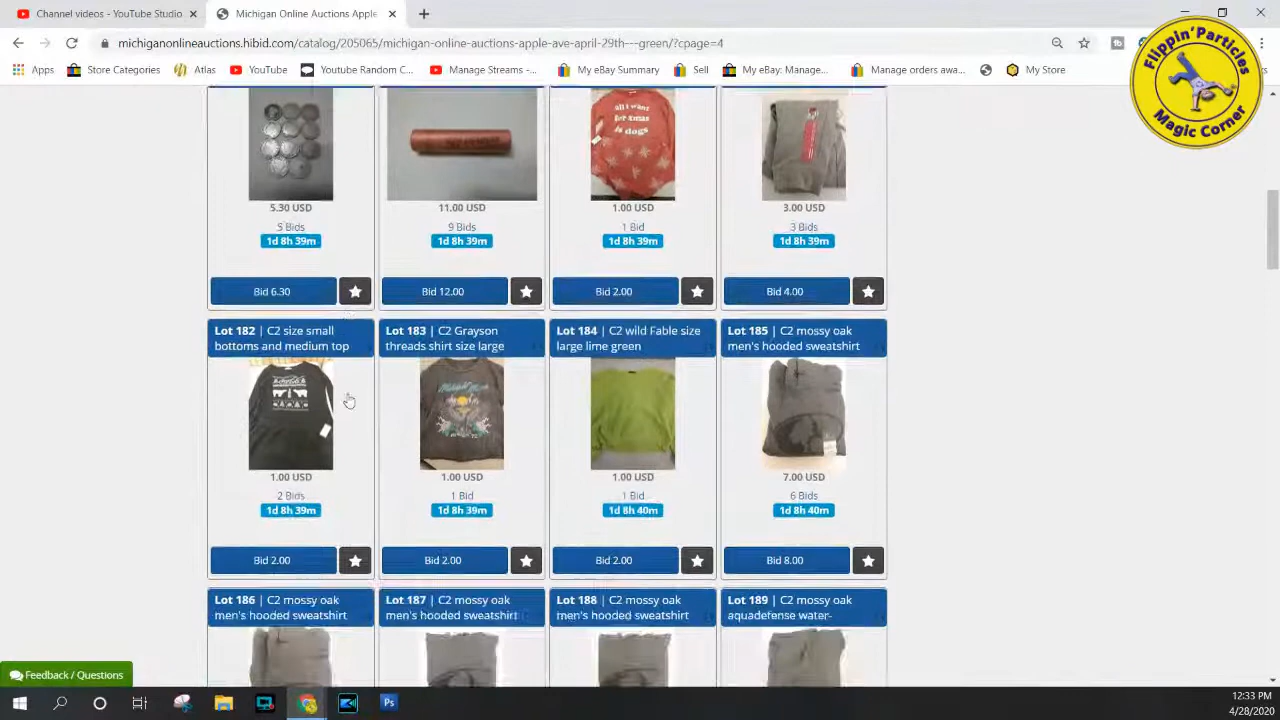 Channel videos - YouTube Studio
Michigan Online Auctions Apple
michiganonlineauctions.hibid.com/catalog/205065/michigan-online-auctions-apple-ave-april-29th---green/?cpage=4
Apps
Store Categories
Atlas
YouTube
Youtube Random C...
Manage Streams -...
My eBay Summary
Sell
My eBay: Manage...
Manage orders awa...
My Store
Flippin' Particles
Magic Corner
all i want
for xmas
is dogs
5.30 USD
11.00 USD
1.00 USD
3.00 USD
5 Bids
9 Bids
1 Bid
3 Bids
1d 8h 39m
1d 8h 39m
1d 8h 39m
1d 8h 39m
Bid 6.30
Bid 12.00
Bid 2.00
Bid 4.00
Lot 182 | C2 size small
bottoms and medium top
Lot 183 | C2 Grayson
threads shirt size large
Lot 184 | C2 wild Fable size
large lime green
Lot 185 | C2 mossy oak
men's hooded sweatshirt
1.00 USD
1.00 USD
1.00 USD
7.00 USD
2 Bids
1 Bid
1 Bid
6 Bids
1d 8h 39m
1d 8h 39m
1d 8h 40m
1d 8h 40m
Bid 2.00
Bid 2.00
Bid 2.00
Bid 8.00
Lot 186 | C2 mossy oak
men's hooded sweatshirt
Lot 187 | C2 mossy oak
men's hooded sweatshirt
Lot 188 | C2 mossy oak
men's hooded sweatshirt
Lot 189 | C2 mossy oak
aquadefense water-
Feedback / Questions
Ps
12:33 PM
4/28/2020